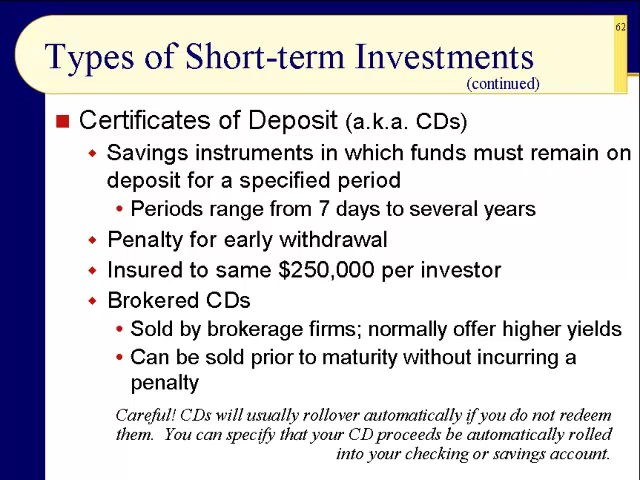 62
Types of Short-term Investments
(continued)
Certificates of Deposit (a.k.a. CDs)
Savings instruments in which funds must remain on
deposit for a specified period
Periods range from 7 days to several years
Penalty for early withdrawal
Insured to same $250,000 per investor
Brokered CDs
Sold by brokerage firms; normally offer higher yields
Can be sold prior to maturity without incurring a
penalty
Careful! CDs will usually rollover automatically if you do not redeem
them. You can specify that your CD proceeds be automatically rolled
into your checking or savings account.